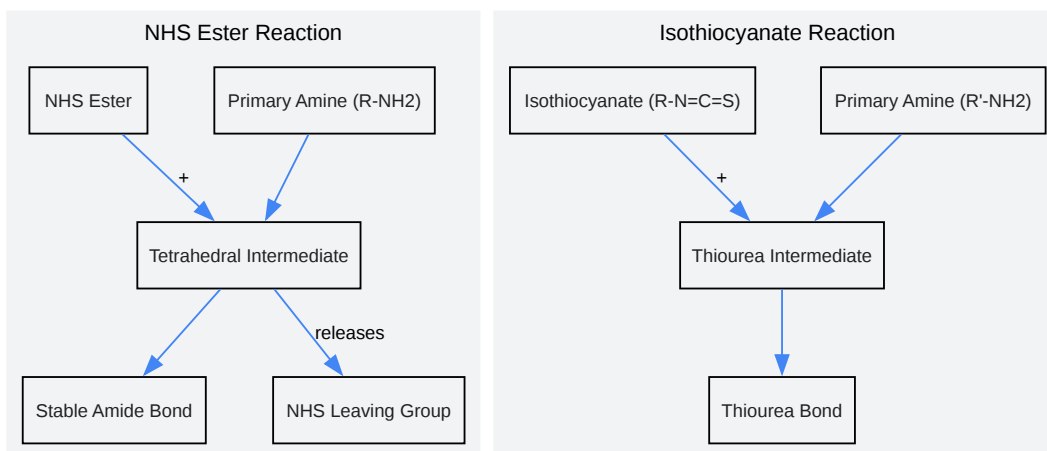 NHS Ester Reaction
NHS Ester
Primary Amine (R-NH2)
+
Tetrahedral Intermediate
releases
Stable Amide Bond
NHS Leaving Group
Isothiocyanate Reaction
Isothiocyanate (R-N=C=S)
Primary Amine (R'-NH2)
+
Thiourea Intermediate
Thiourea Bond